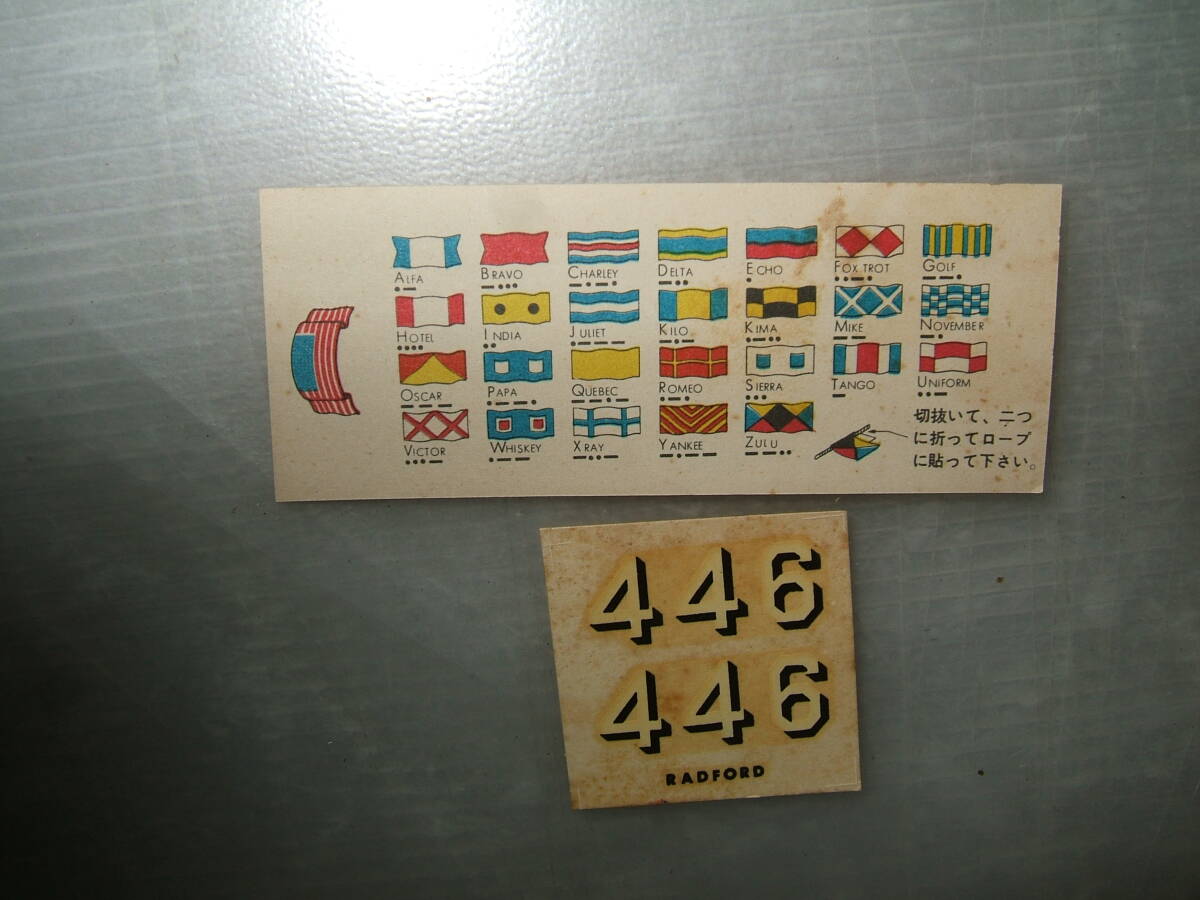 ALFA BRAVO CHARLEY DELTA ECHO FOX TROT GOLF
HOTEL INDIA JULIET KILO KIMA MIKE NOVEMBER
OSCAR PAPA QUEBEC ROMEO SIERRA TANGO UNIFORM
VICTOR WHISKEY XRAY YANKEE ZULU
切抜いて、二つ
に折ってロープ
に貼って下さい。
446
446
RADFORD